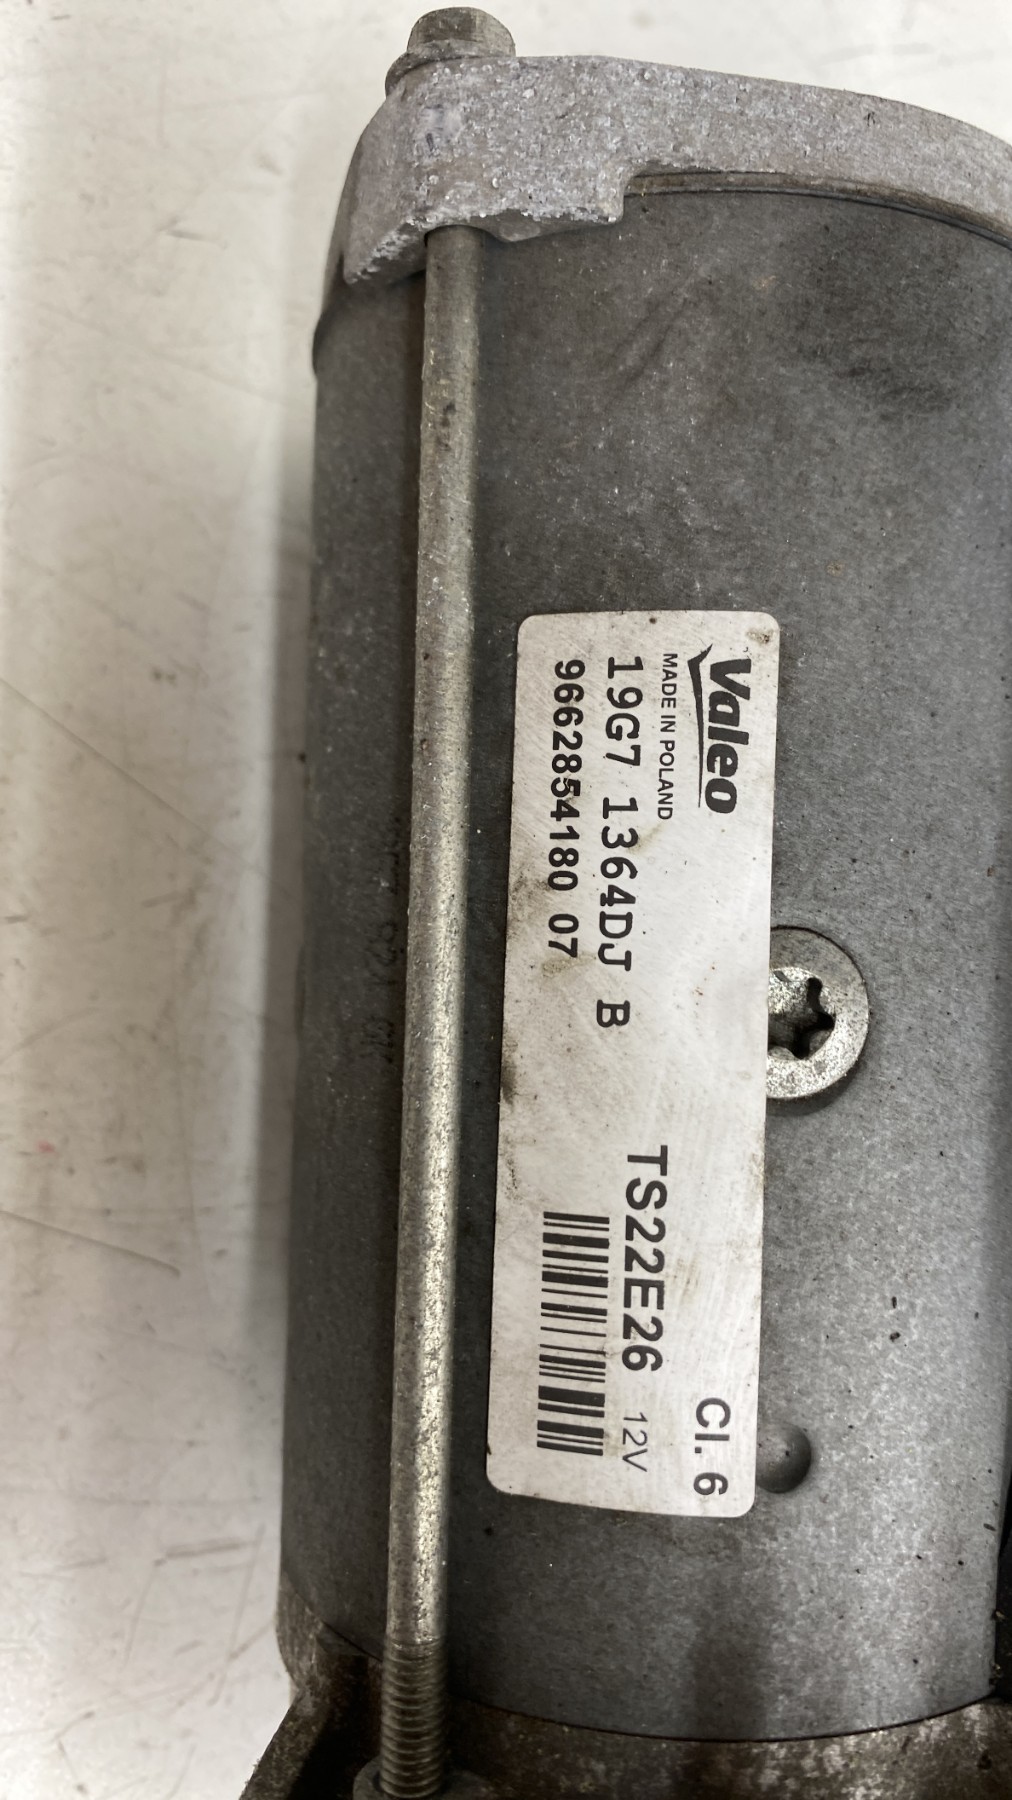 Valeo
MADE IN POLAND
19G7 1364DJ B
9662854180 07
Cl. 6
TS22E26 12V